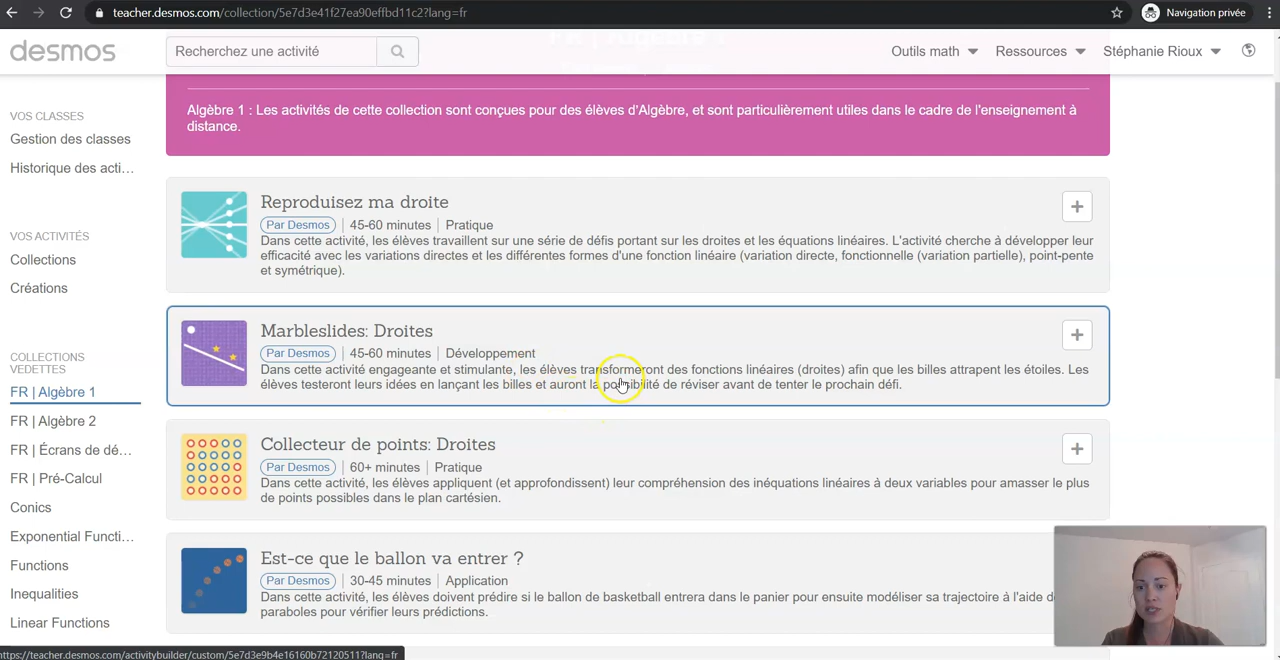 teacher.desmos.com/collection/5e7d3e41f27ea90effbd11c2?lang=fr
Navigation privée
desmos
Recherchez une activité
Outils math
Ressources
Stéphanie Rioux
VOS CLASSES
Gestion des classes
Historique des acti…
VOS ACTIVITÉS
Collections
Créations
COLLECTIONS
VEDETTES
FR | Algèbre 1
FR | Algèbre 2
FR | Écrans de dé…
FR | Pré-Calcul
Conics
Exponential Functi…
Functions
Inequalities
Linear Functions
Algèbre 1 : Les activités de cette collection sont conçues pour des élèves d'Algèbre, et sont particulièrement utiles dans le cadre de l'enseignement à
distance.
Reproduisez ma droite
Par Desmos | 45-60 minutes | Pratique
Dans cette activité, les élèves travaillent sur une série de défis portant sur les droites et les équations linéaires. L'activité cherche à développer leur
efficacité avec les variations directes et les différentes formes d'une fonction linéaire (variation directe, fonctionnelle (variation partielle), point-pente
et symétrique).
Marbleslides: Droites
Par Desmos | 45-60 minutes | Développement
Dans cette activité engageante et stimulante, les élèves transformeront des fonctions linéaires (droites) afin que les billes attrapent les étoiles. Les
élèves testeront leurs idées en lançant les billes et auront la possibilité de réviser avant de tenter le prochain défi.
Collecteur de points: Droites
Par Desmos | 60+ minutes | Pratique
Dans cette activité, les élèves appliquent (et approfondissent) leur compréhension des inéquations linéaires à deux variables pour amasser le plus
de points possibles dans le plan cartésien.
Est-ce que le ballon va entrer ?
Par Desmos | 30-45 minutes | Application
Dans cette activité, les élèves doivent prédire si le ballon de basketball entrera dans le panier pour ensuite modéliser sa trajectoire à l'aide de
paraboles pour vérifier leurs prédictions.
https://teacher.desmos.com/activitybuilder/custom/5e7d3e9b4e16160b72120511?lang=fr